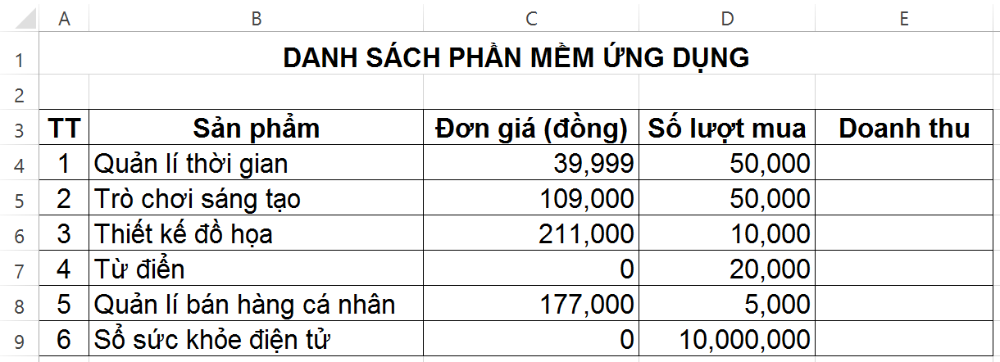 A B C D E
1 DANH SÁCH PHẦN MỀM ỨNG DỤNG
2
3 TT Sản phẩm Đơn giá (đồng) Số lượt mua Doanh thu
4 1 Quản lí thời gian 39,999 50,000
5 2 Trò chơi sáng tạo 109,000 50,000
6 3 Thiết kế đồ họa 211,000 10,000
7 4 Từ điển 0 20,000
8 5 Quản lí bán hàng cá nhân 177,000 5,000
9 6 Sổ sức khỏe điện tử 0 10,000,000